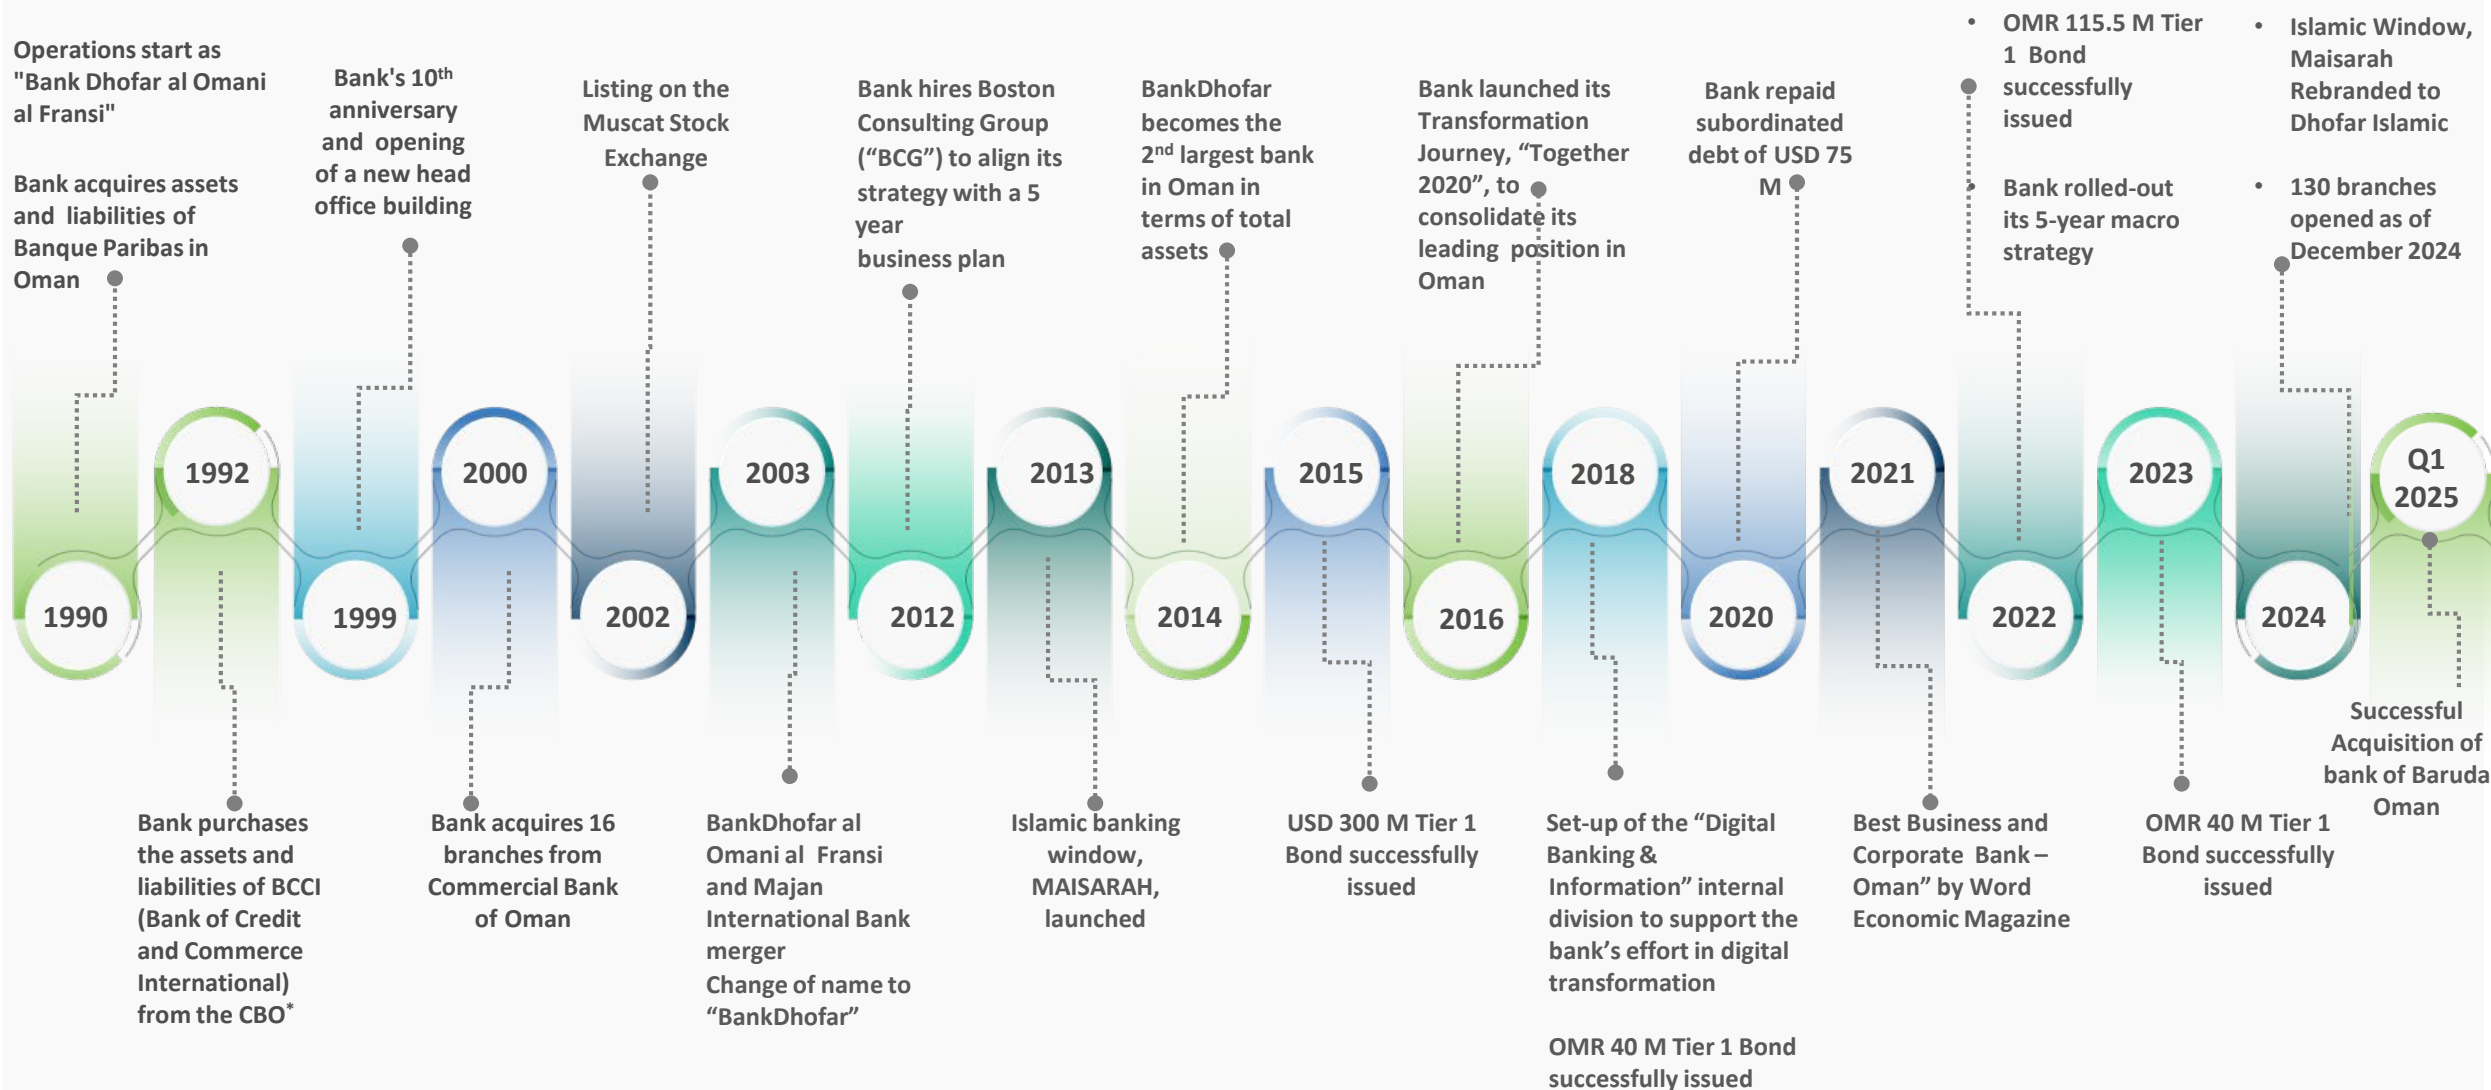 Operations start as
"Bank Dhofar al Omani
al Fransi"
Bank acquires assets
and liabilities of
Banque Paribas in
Oman
Bank's 10th
anniversary
and opening
of a new head
office building
Listing on the
Muscat Stock
Exchange
Bank hires Boston
Consulting Group
(“BCG”) to align its
strategy with a 5
year
business plan
BankDhofar
becomes the
2nd largest bank
in Oman in
terms of total
assets
Bank launched its
Transformation
Journey, “Together
2020”, to
consolidate its
leading position in
Oman
Bank repaid
subordinated
debt of USD 75
M
• OMR 115.5 M Tier
1 Bond
successfully
issued
• Bank rolled-out
its 5-year macro
strategy
• Islamic Window,
Maisarah
Rebranded to
Dhofar Islamic
• 130 branches
opened as of
December 2024
1990
1992
1999
2000
2002
2003
2012
2013
2014
2015
2016
2018
2020
2021
2022
2023
2024
Q1
2025
Bank purchases
the assets and
liabilities of BCCI
(Bank of Credit
and Commerce
International)
from the CBO*
Bank acquires 16
branches from
Commercial Bank
of Oman
BankDhofar al
Omani al Fransi
and Majan
International Bank
merger
Change of name to
“BankDhofar”
Islamic banking
window,
MAISARAH,
launched
USD 300 M Tier 1
Bond successfully
issued
Set-up of the “Digital
Banking &
Information” internal
division to support the
bank’s effort in digital
transformation
OMR 40 M Tier 1 Bond
successfully issued
Best Business and
Corporate Bank –
Oman” by Word
Economic Magazine
OMR 40 M Tier 1
Bond successfully
issued
Successful
Acquisition of
bank of Baruda
Oman